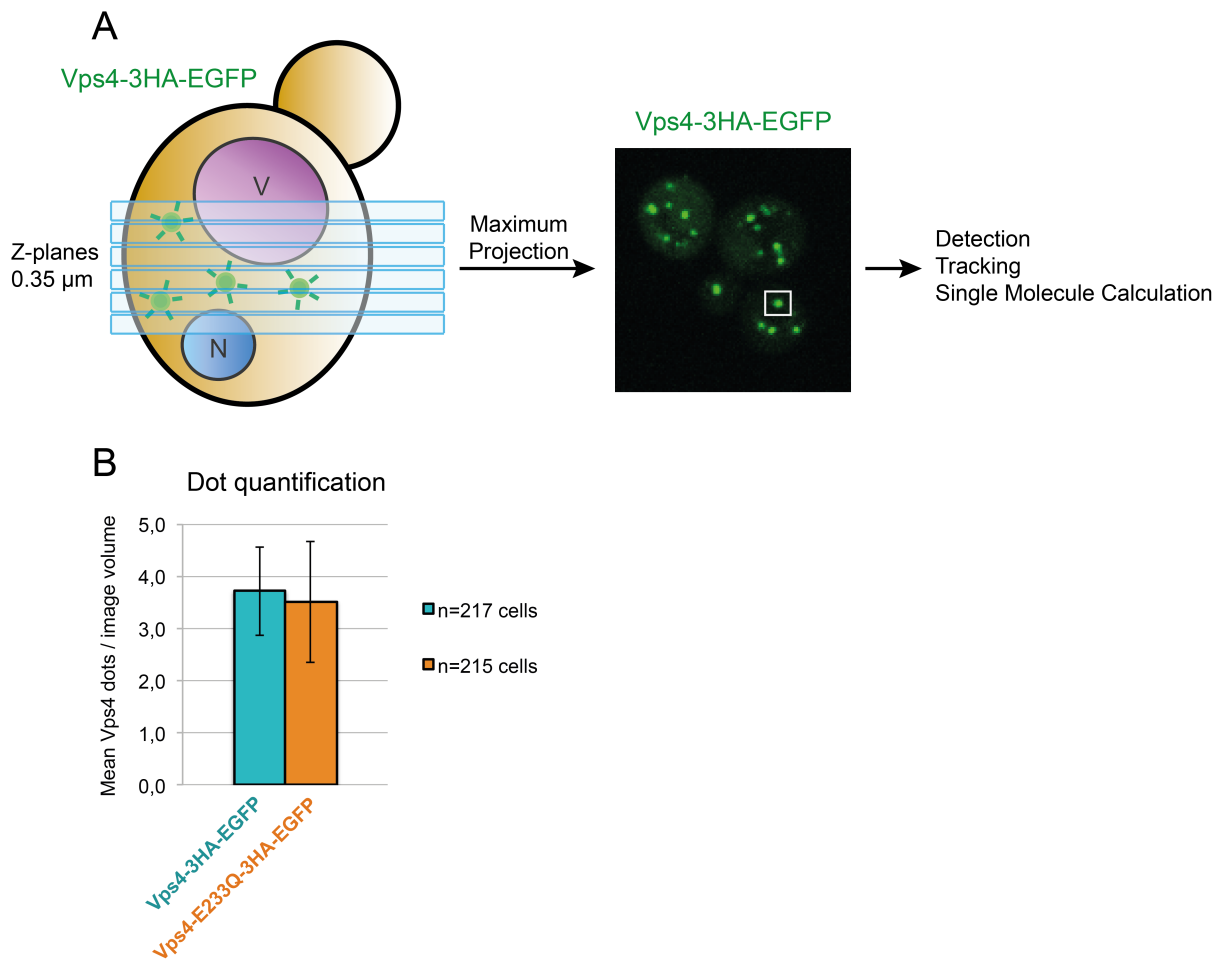 A
Vps4-3HA-EGFP
V
Z-planes
0.35 µm
N
Maximum
Projection
Vps4-3HA-EGFP
Detection
Tracking
Single Molecule Calculation
B
Dot quantification
Mean Vps4 dots / image volume
5,0
4,0
3,0
2,0
1,0
0,0
n=217 cells
n=215 cells
Vps4-3HA-EGFP
Vps4-E233Q-3HA-EGFP